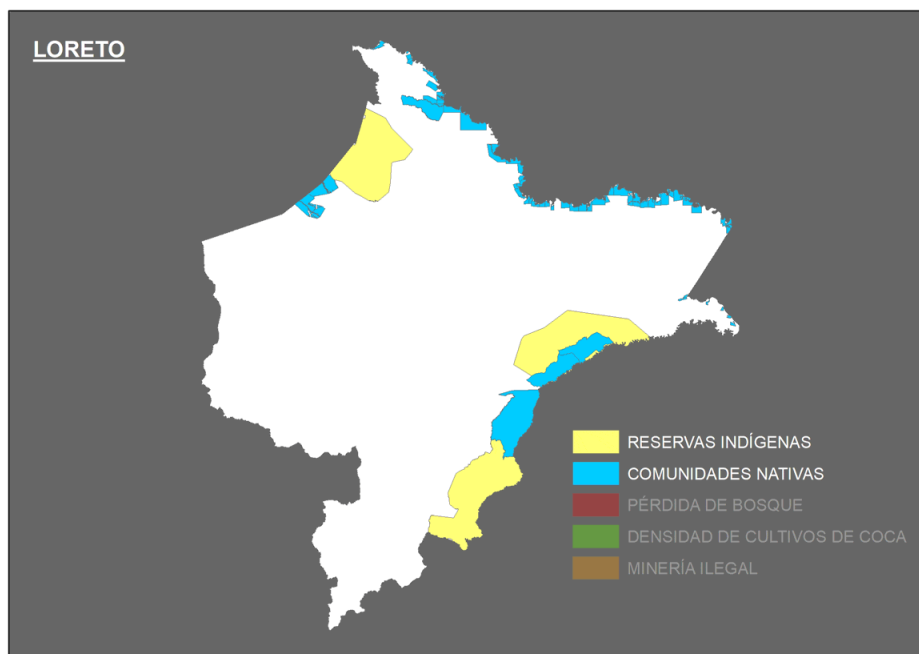 LORETO
RESERVAS INDÍGENAS
COMUNIDADES NATIVAS
PÉRDIDA DE BOSQUE
DENSIDAD DE CULTIVOS DE COCA
MINERÍA ILEGAL